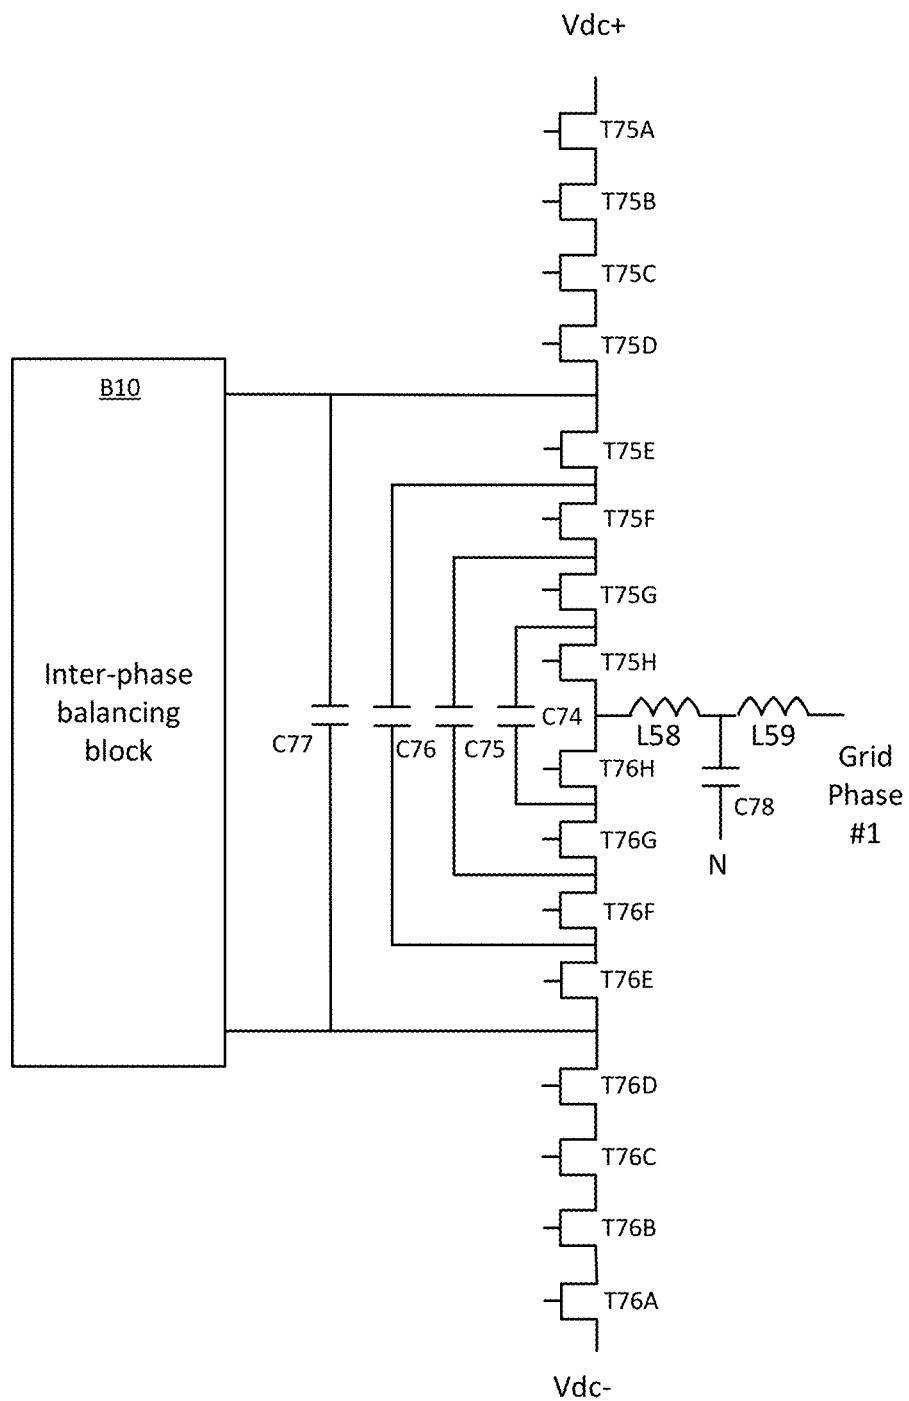 Vdc+
T75A
T75B
T75C
T75D
B10
T75E
T75F
T75G
T75H
Inter-phase
balancing
block
C77
C76
C75
C74
L58
L59
T76H
C78
N
Grid
Phase
#1
T76G
T76F
T76E
T76D
T76C
T76B
T76A
Vdc-